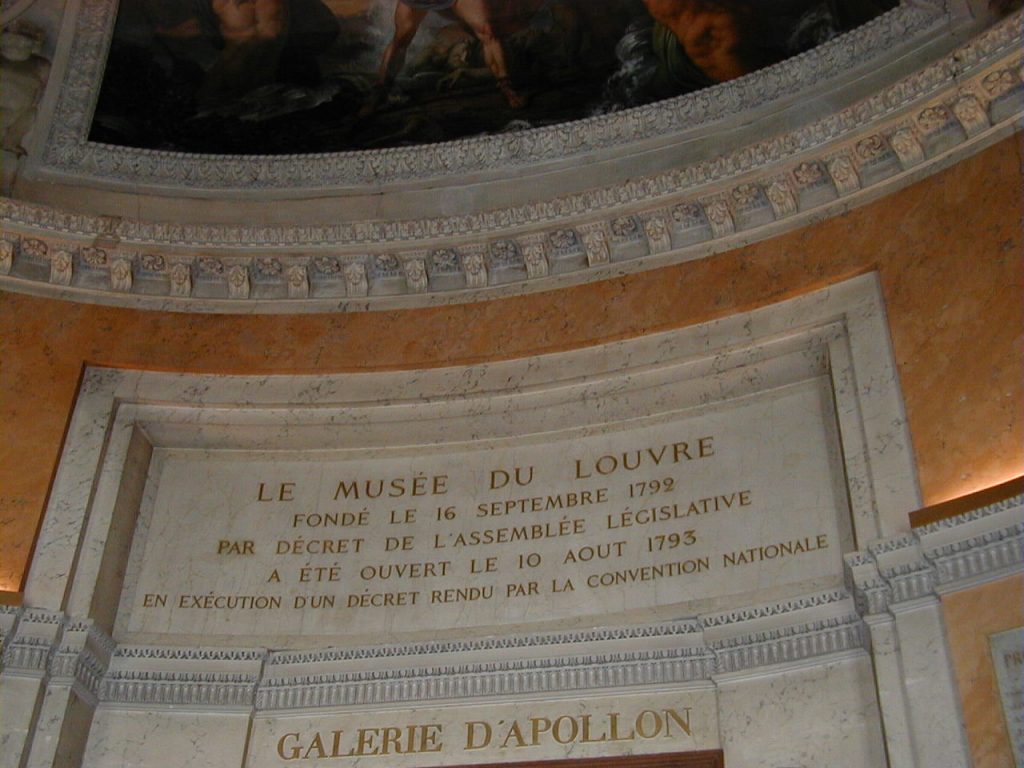 LE MUSÉE DU LOUVRE
FONDÉ LE 16 SEPTEMBRE 1792
PAR DÉCRET DE L'ASSEMBLÉE LÉGISLATIVE
A ÉTÉ OUVERT LE 10 AOUT 1793
EN EXÉCUTION D'UN DÉCRET RENDU PAR LA CONVENTION NATIONALE
GALERIE D'APOLLON